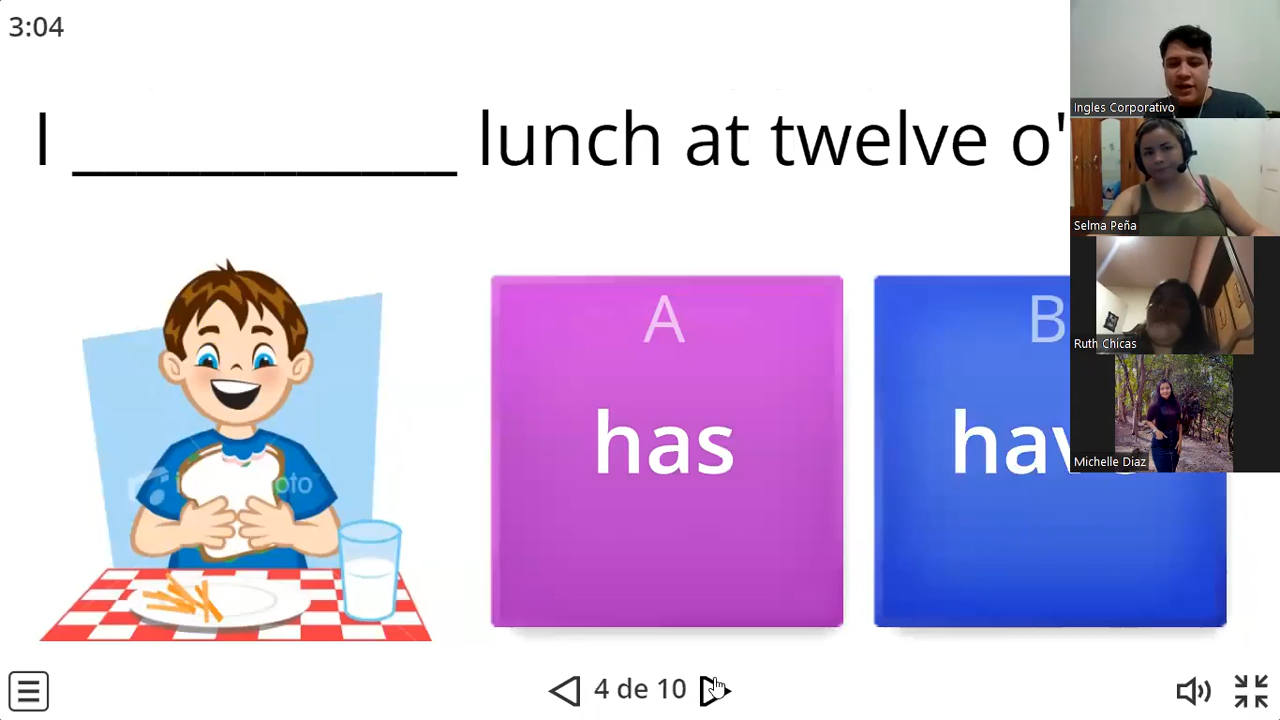 3:04
I ____________ lunch at twelve o'
A
has
B
4 de 10
Ingles Corporativo
Selma Peña
Ruth Chicas
Michelle Diaz